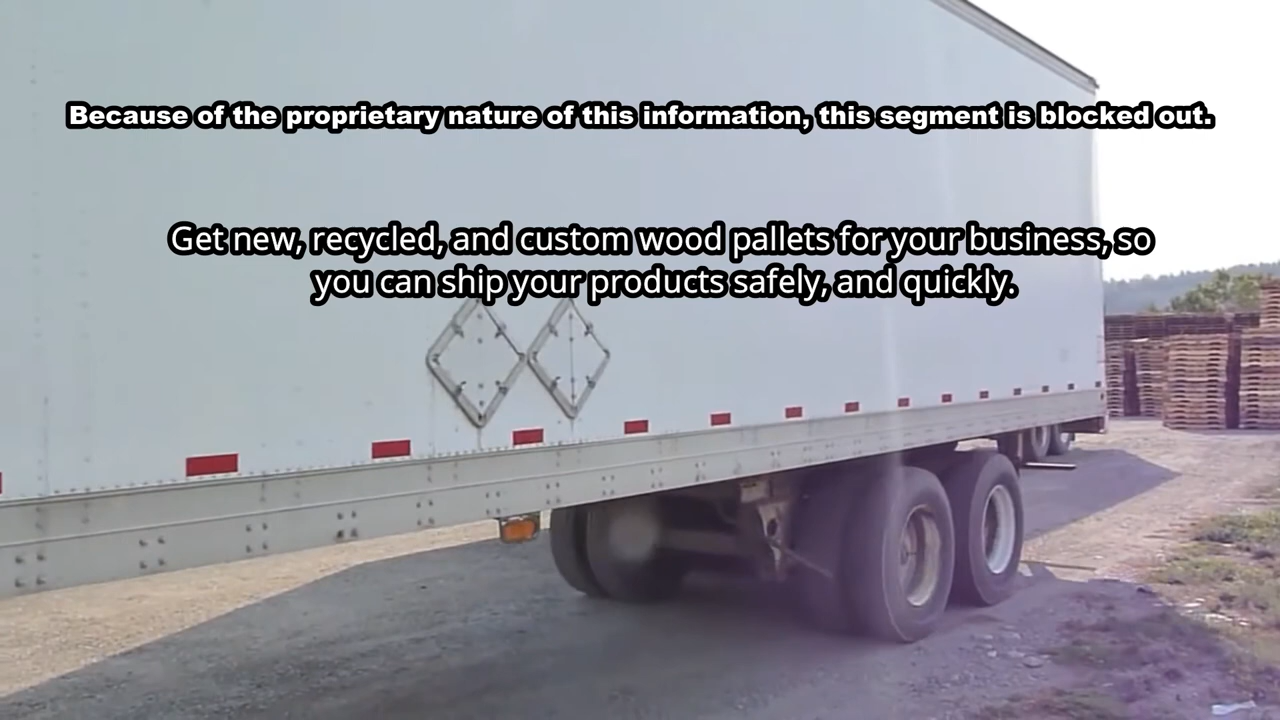 Because of the proprietary nature of this information, this segment is blocked out.
Get new, recycled, and custom wood pallets for your business, so
you can ship your products safely, and quickly.